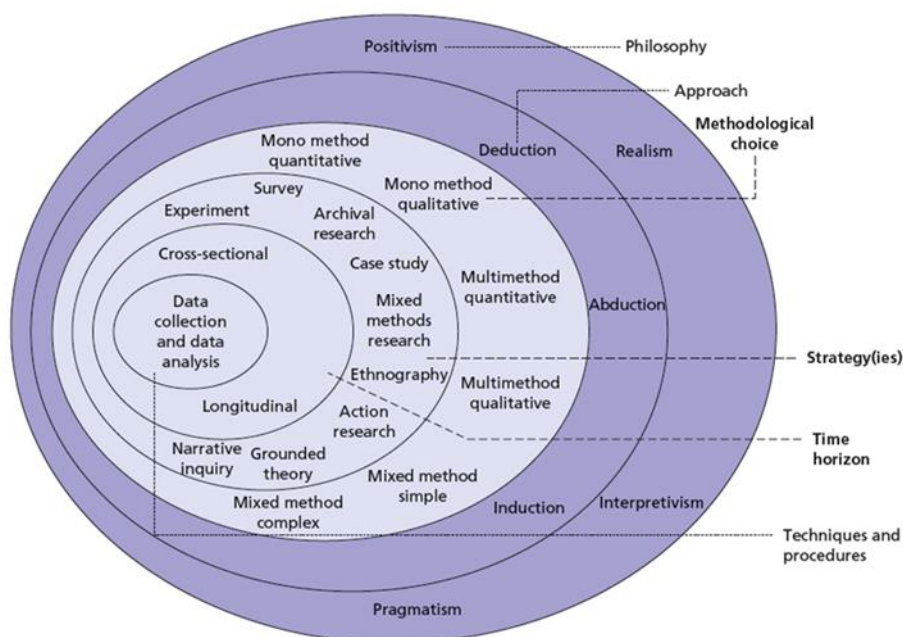 Positivism
Philosophy
Approach
Methodological
choice
Mono method
quantitative
Deduction
Realism
Survey
Mono method
qualitative
Experiment
Archival
research
Cross-sectional
Case study
Multimethod
quantitative
Data
collection
and data
analysis
Mixed
methods
research
Abduction
Strategy(ies)
Ethnography
Multimethod
qualitative
Longitudinal
Action
research
Time
horizon
Narrative
inquiry
Grounded
theory
Mixed method
simple
Mixed method
complex
Induction
Interpretivism
Techniques and
procedures
Pragmatism